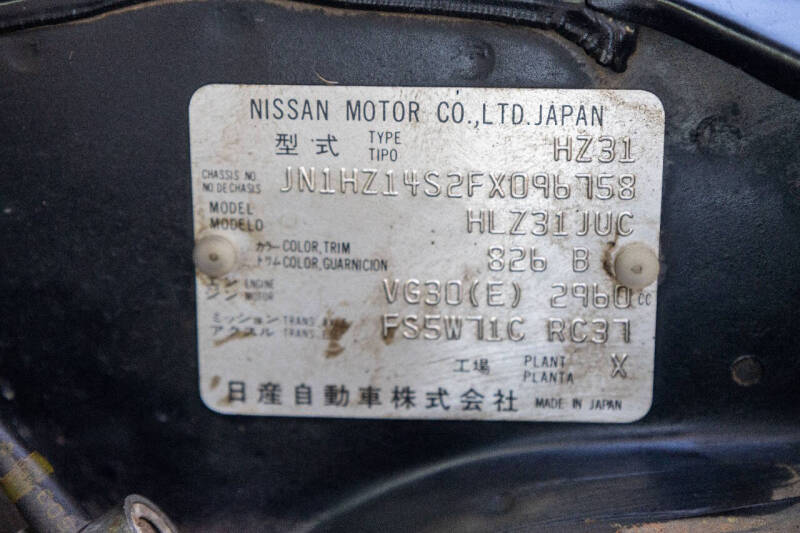 NISSAN MOTOR CO.,LTD. JAPAN
型式 TYPE TIPO HZ31
CHASSIS NO NO DE CHASIS JN1HZ14S2FX096758
MODEL MODELO HLZ31JUC
カラー COLOR,TRIM トリム COLOR,GUARNICION 826 B
エンジン ENGINE MOTOR VG30(E) 2960 cc
ミッション アクスル TRANS. TRANS. FS5W71C RC37
工場 PLANT PLANTA X
日産自動車株式会社 MADE IN JAPAN